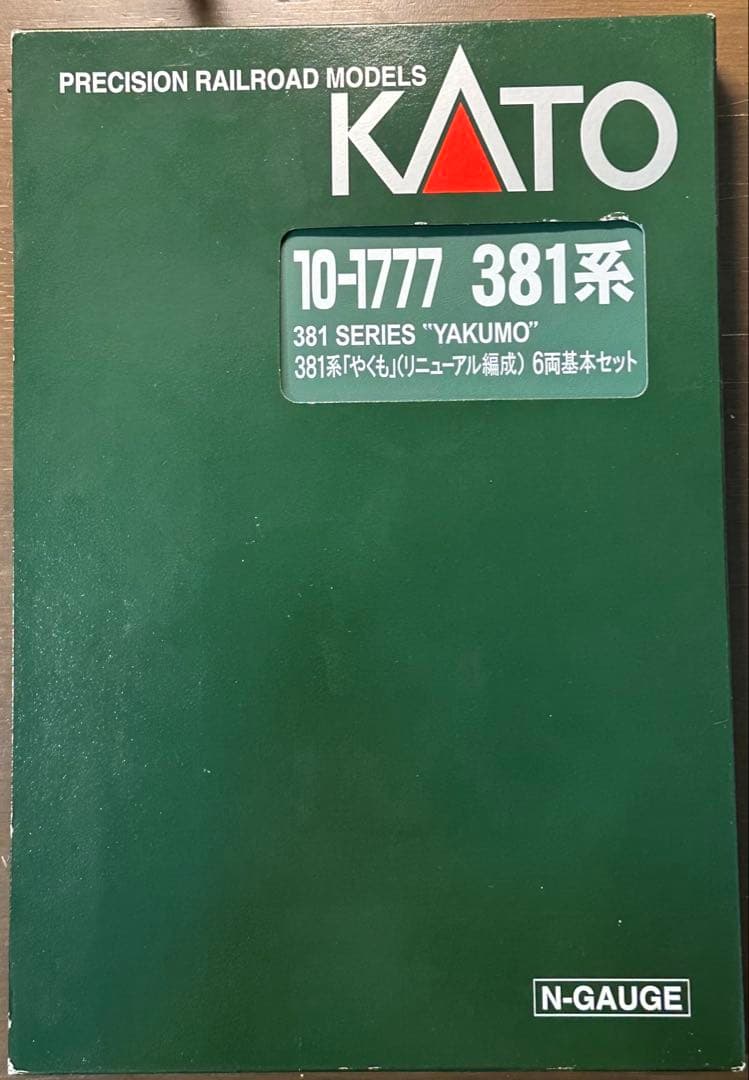 PRECISION RAILROAD MODELS
KATO
10-1777 381系
381 SERIES "YAKUMO"
381系「やくも」(リニューアル編成) 6両基本セット
N-GAUGE